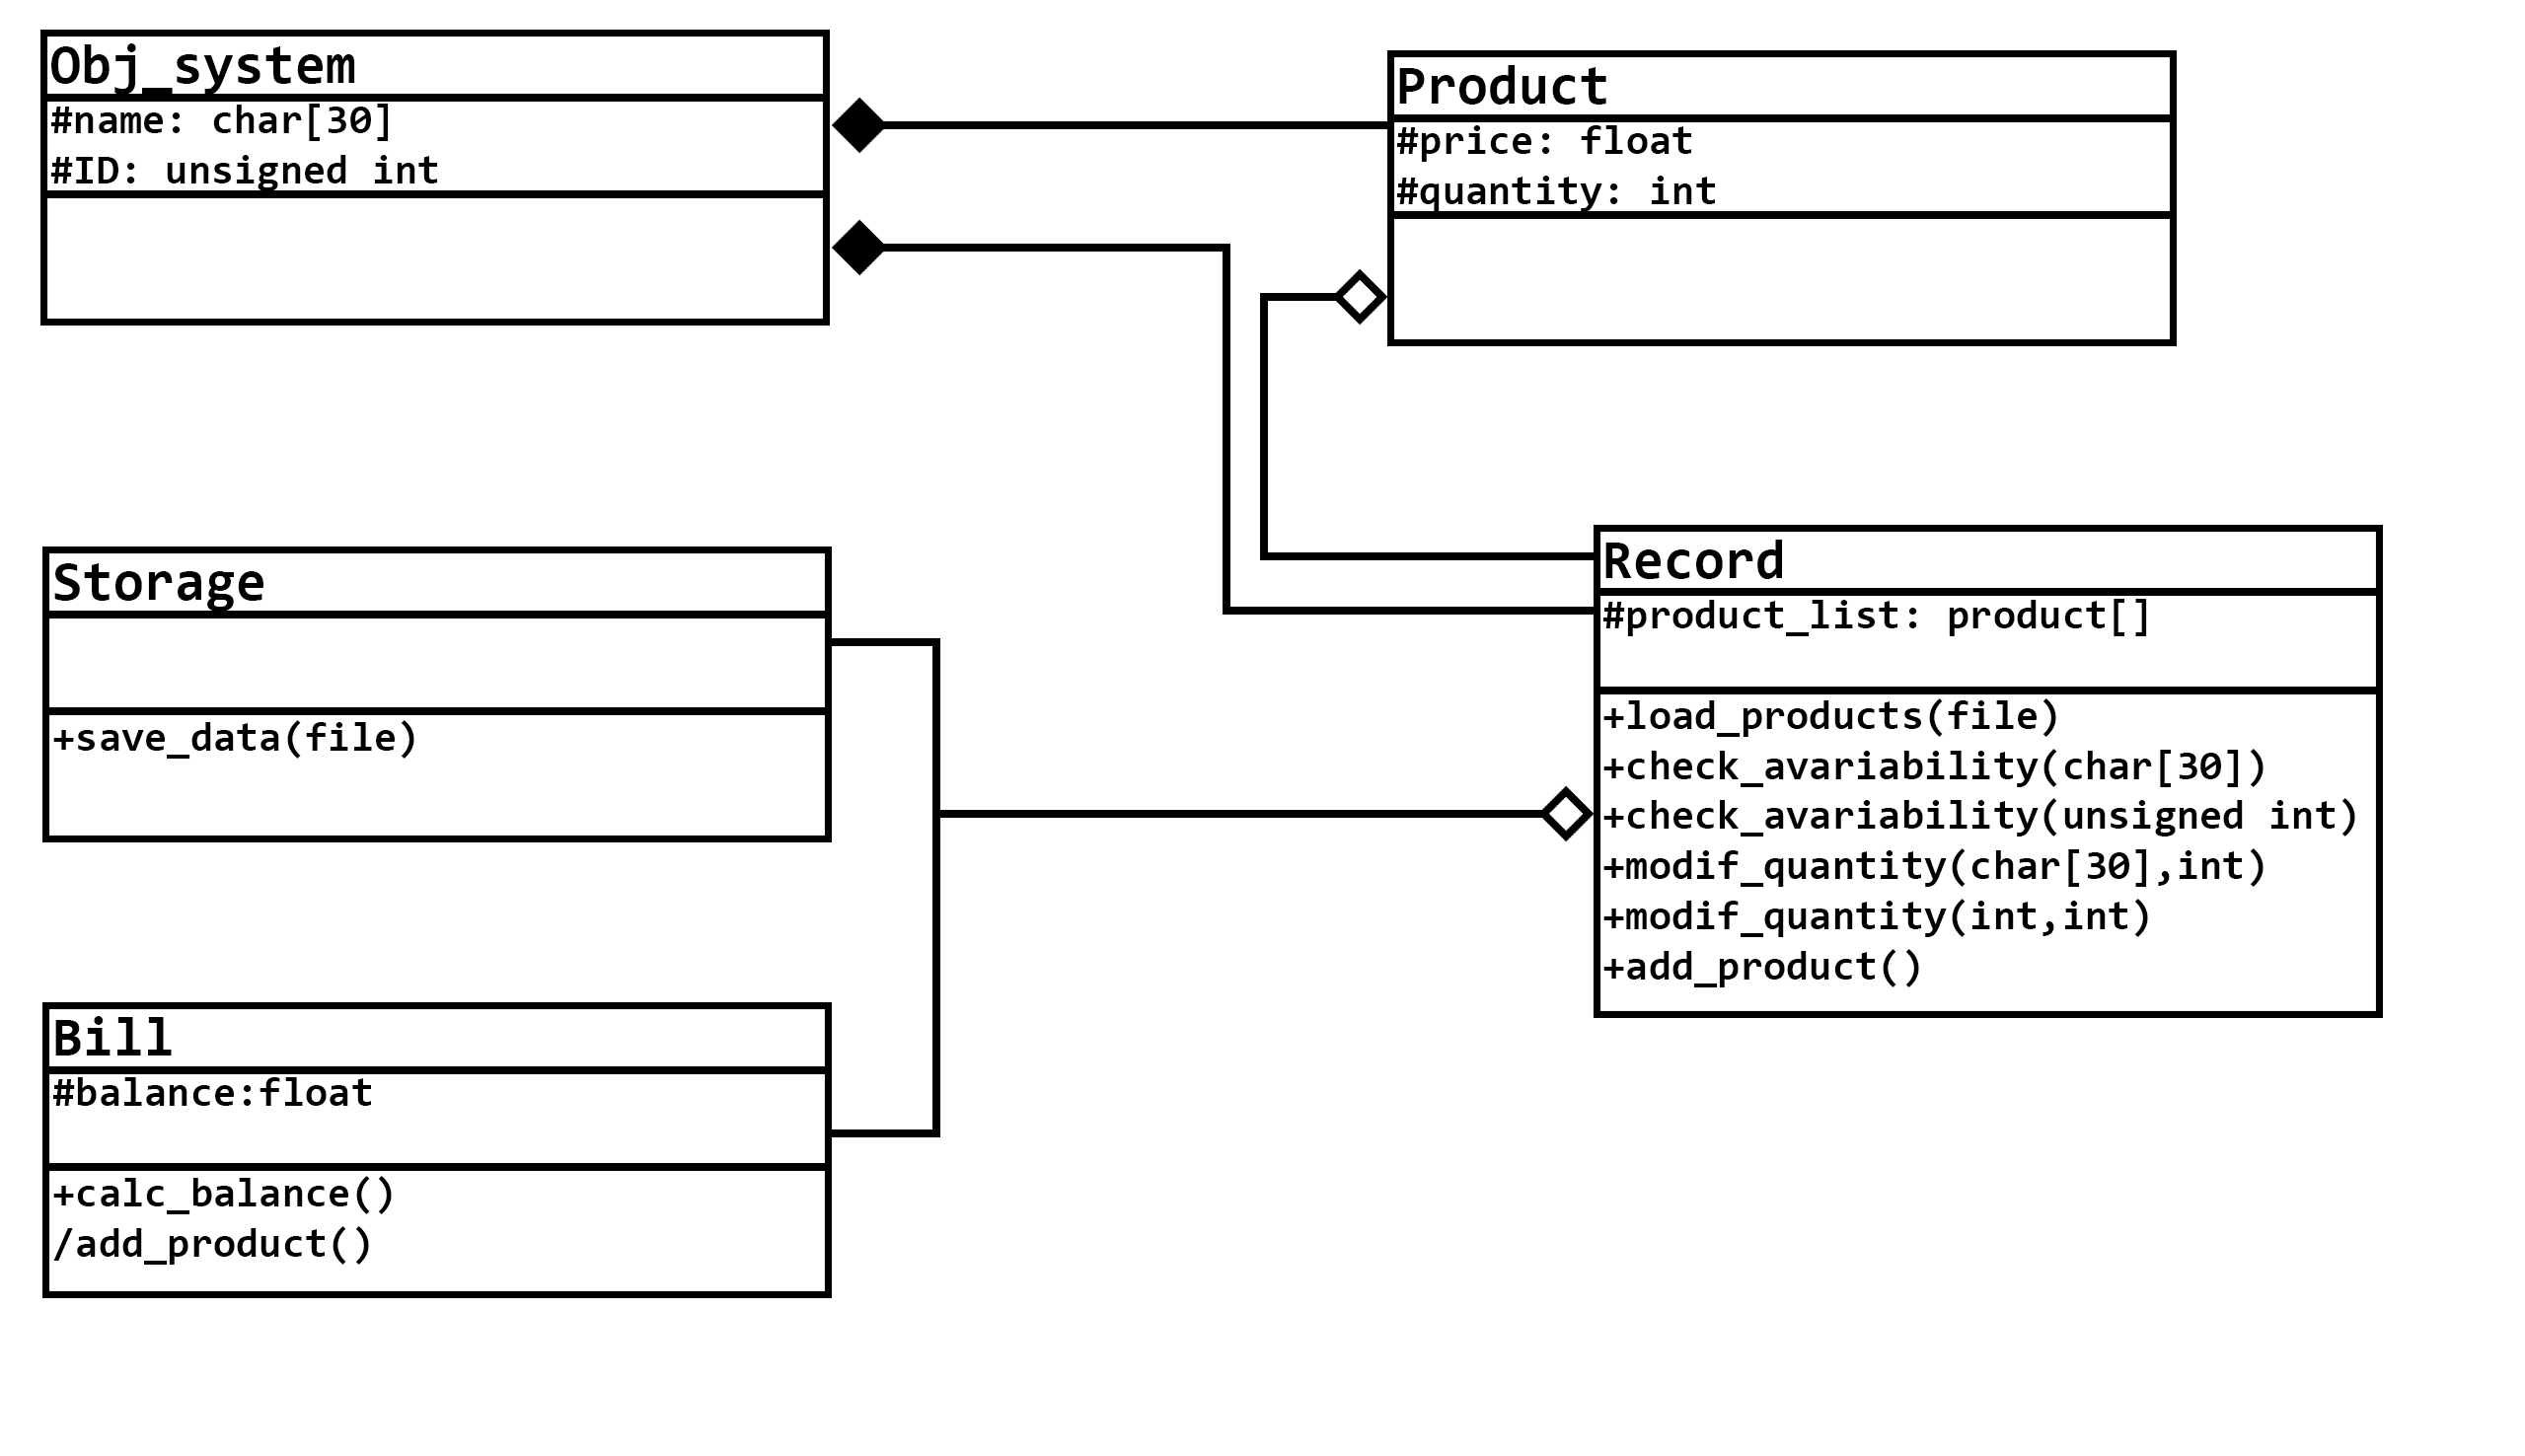 Obj_system
#name: char[30]
#ID: unsigned int
Product
#price: float
#quantity: int
Storage
+save_data(file)
Record
#product_list: product[]
+load_products(file)
+check_avariability(char[30])
+check_avariability(unsigned int)
+modif_quantity(char[30],int)
+modif_quantity(int,int)
+add_product()
Bill
#balance:float
+calc_balance()
/add_product()